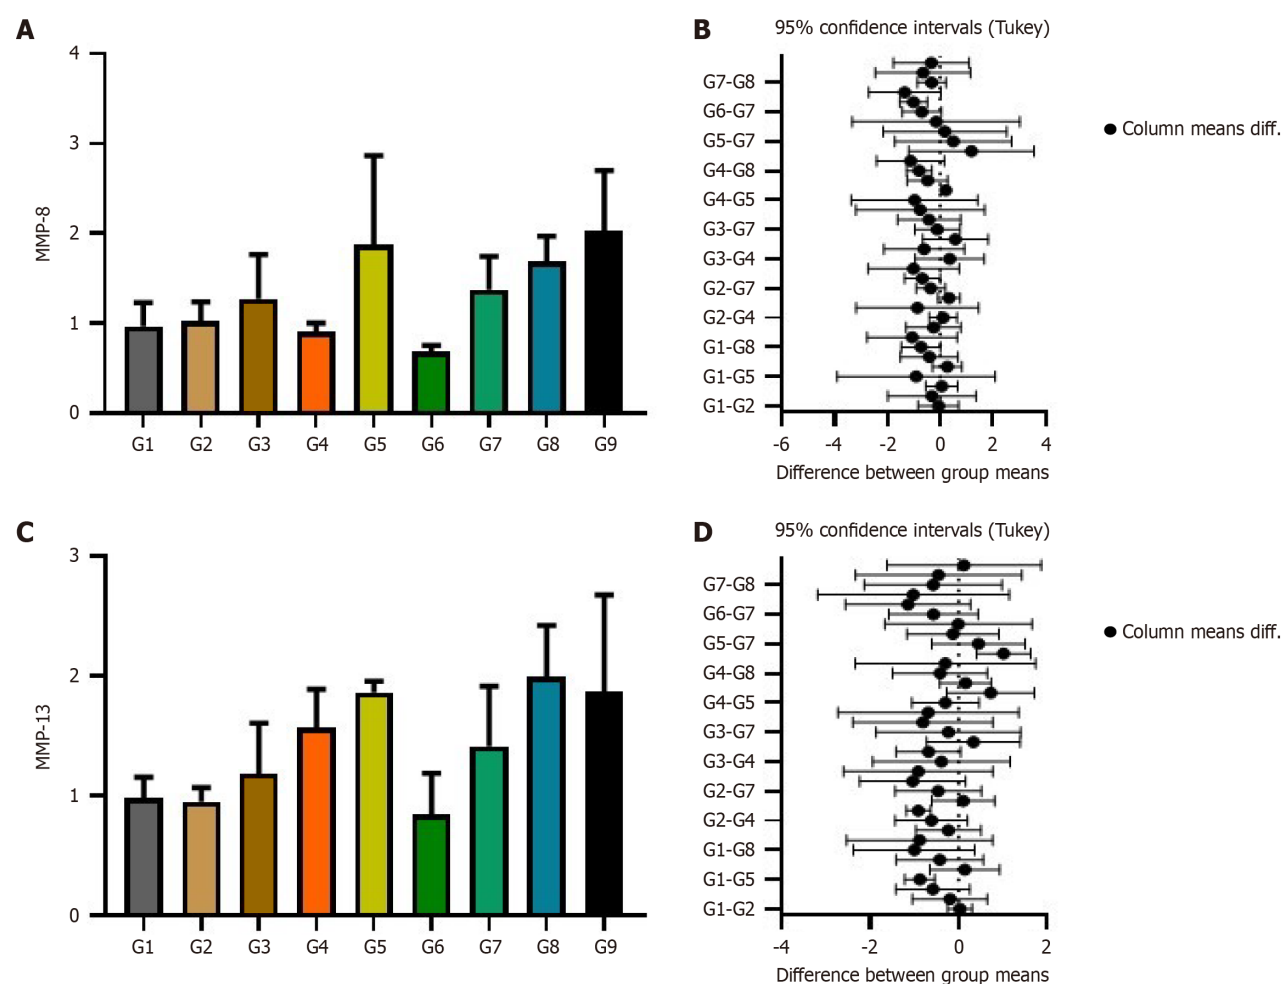 A
4
3
2
1
0
MMP-8
G1 G2 G3 G4 G5 G6 G7 G8 G9
B
95% confidence intervals (Tukey)
G7-G8
G6-G7
G5-G7
G4-G8
G4-G5
G3-G7
G3-G4
G2-G7
G2-G4
G1-G8
G1-G5
G1-G2
-6 -4 -2 0 2 4
Difference between group means
Column means diff.
C
3
2
1
0
MMP-13
G1 G2 G3 G4 G5 G6 G7 G8 G9
D
95% confidence intervals (Tukey)
G7-G8
G6-G7
G5-G7
G4-G8
G4-G5
G3-G7
G3-G4
G2-G7
G2-G4
G1-G8
G1-G5
G1-G2
-4 -2 0 2
Difference between group means
Column means diff.